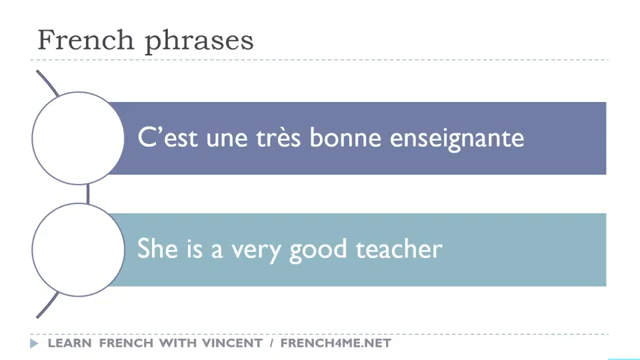 French phrases
C’est une très bonne enseignante
She is a very good teacher
LEARN FRENCH WITH VINCENT / FRENCH4ME.NET